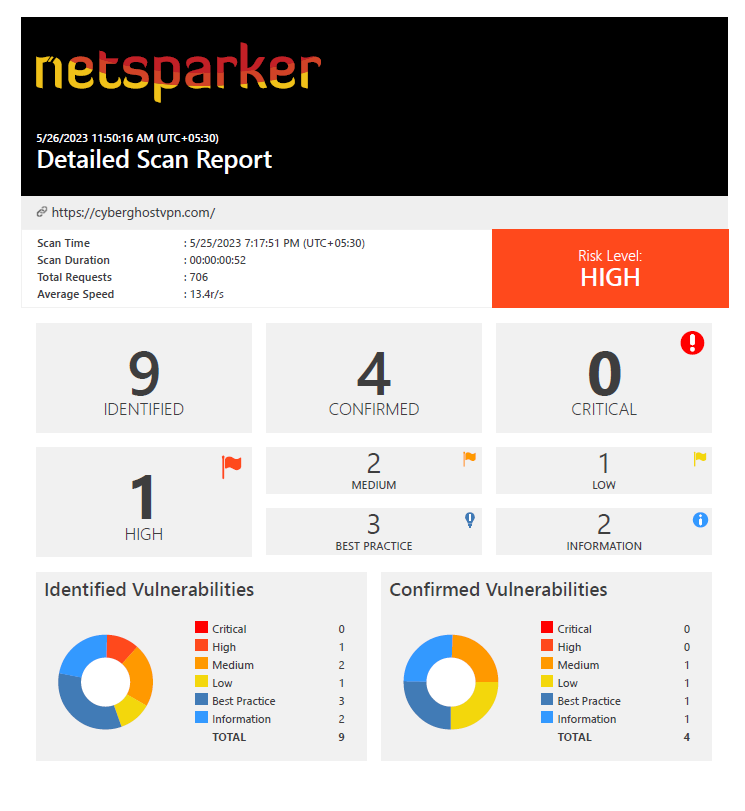 netsparker
5/26/2023 11:50:16 AM (UTC+05:30)
Detailed Scan Report
https://cyberghostvpn.com/
Scan Time : 5/25/2023 7:17:51 PM (UTC+05:30)
Scan Duration : 00:00:00:52
Total Requests : 706
Average Speed : 13.4r/s
Risk Level:
HIGH
9
IDENTIFIED
4
CONFIRMED
0
CRITICAL
1
HIGH
2
MEDIUM
1
LOW
3
BEST PRACTICE
2
INFORMATION
Identified Vulnerabilities
Critical 0
High 1
Medium 2
Low 1
Best Practice 3
Information 2
TOTAL 9
Confirmed Vulnerabilities
Critical 0
High 0
Medium 1
Low 1
Best Practice 1
Information 1
TOTAL 4